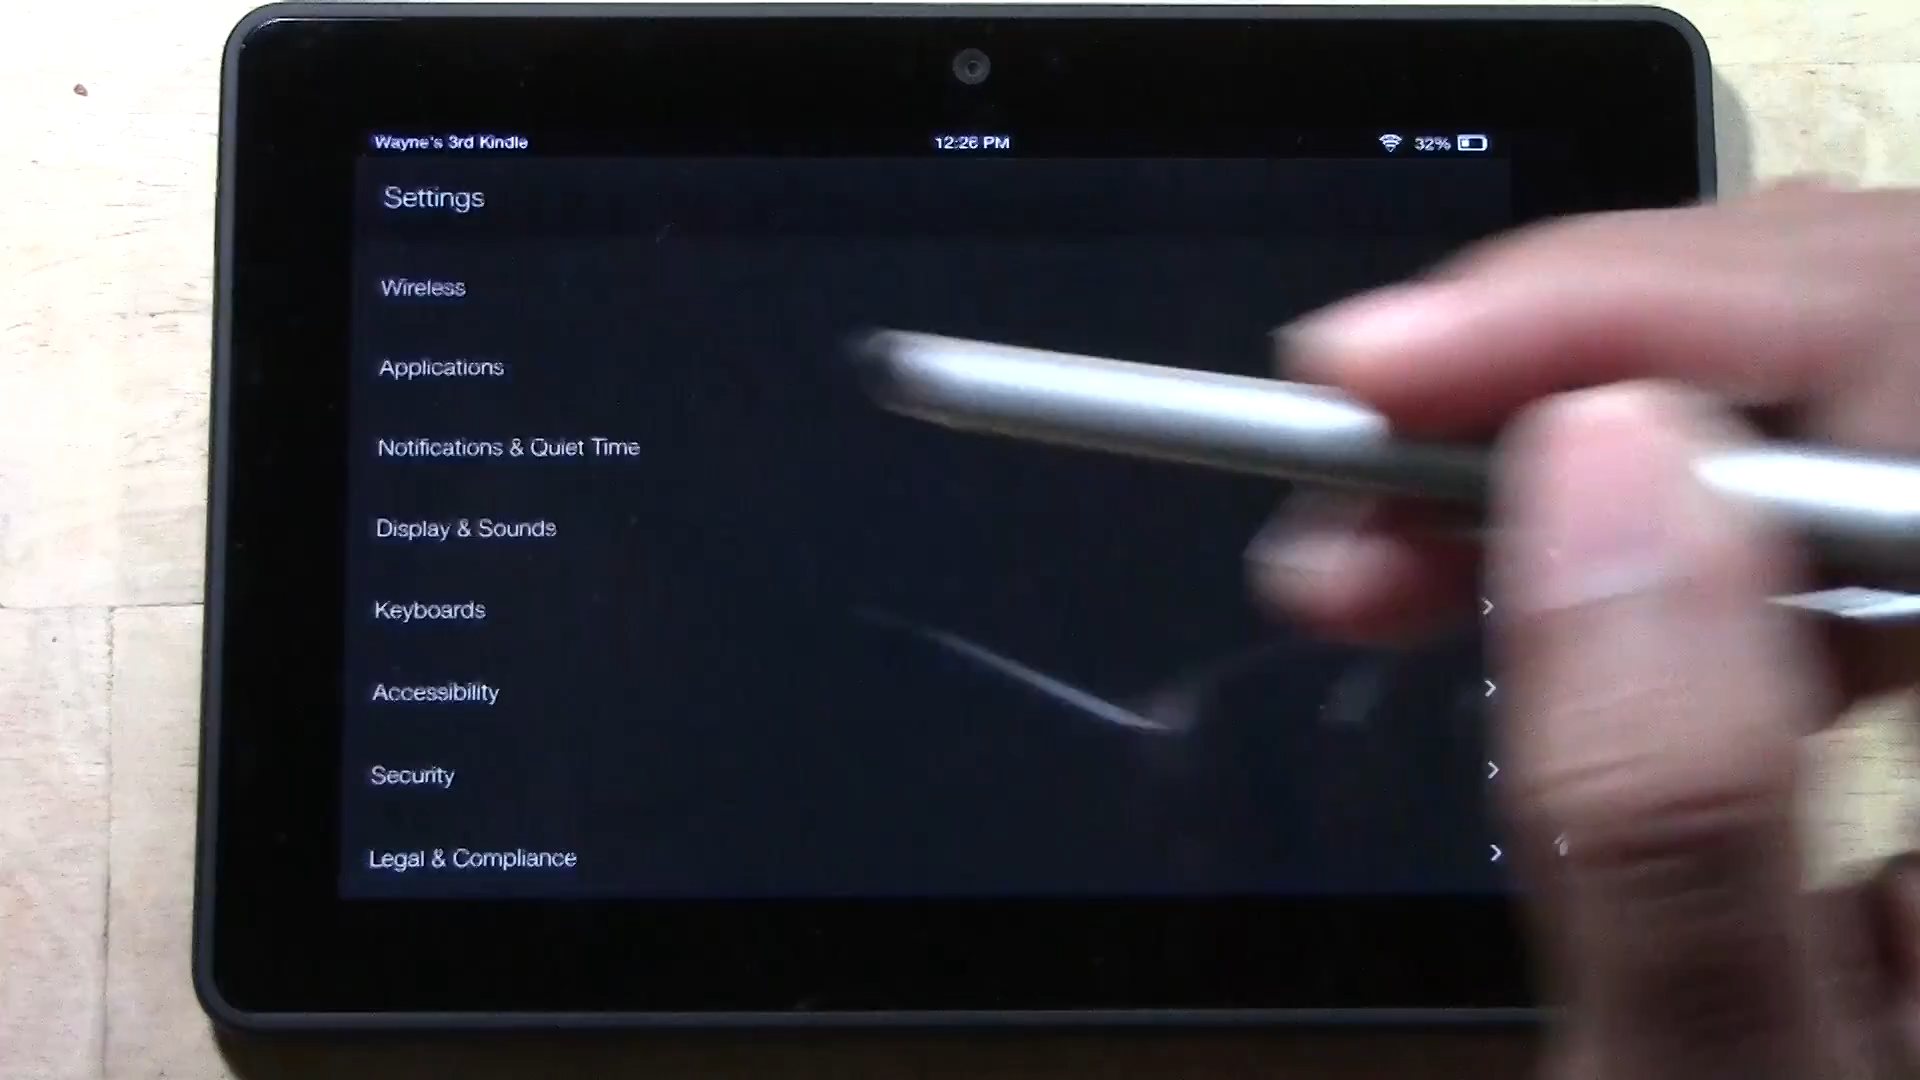 Wayne's 3rd Kindle 12:26 PM 32%
Settings
Wireless
Applications
Notifications & Quiet Time
Display & Sounds
Keyboards
Accessibility
Security
Legal & Compliance